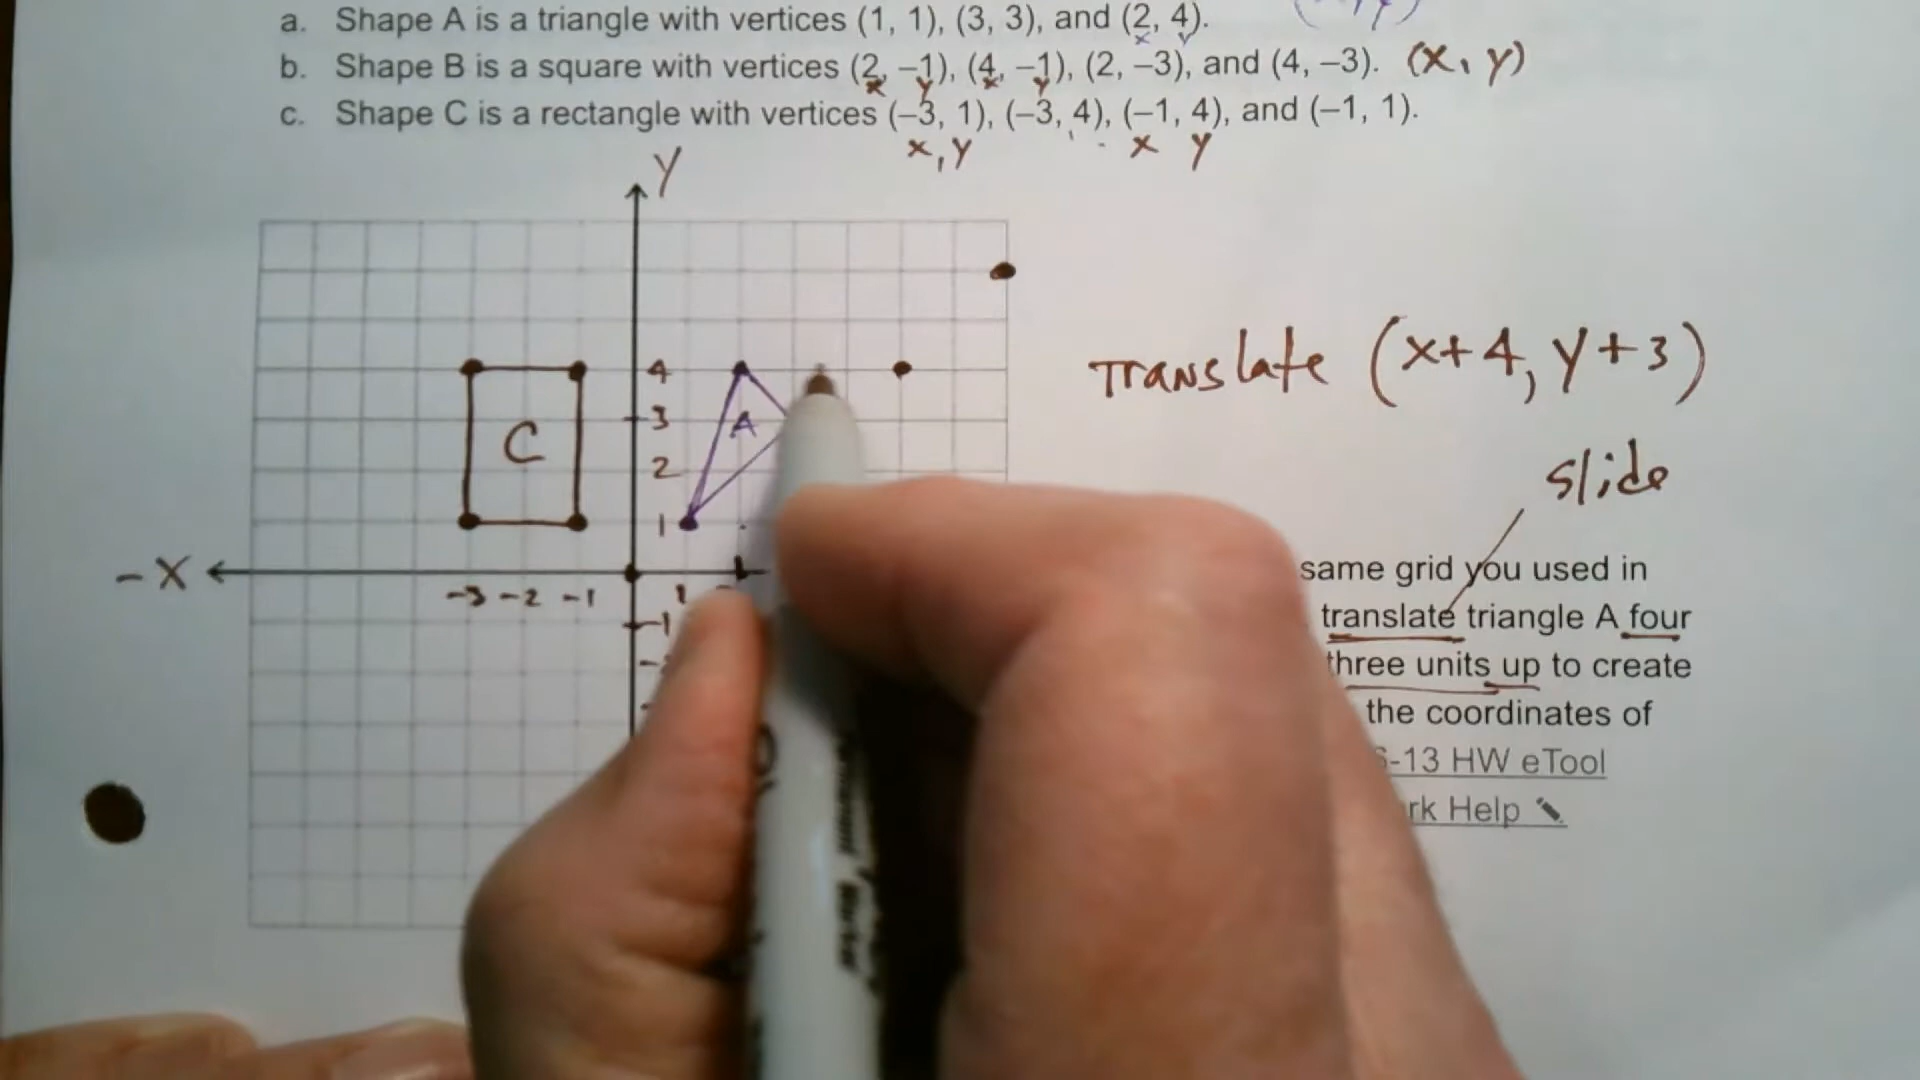 a. Shape A is a triangle with vertices (1, 1), (3, 3), and (2, 4).
x y
b. Shape B is a square with vertices (2, –1), (4, –1), (2, –3), and (4, –3). (x, y)
x y x y
c. Shape C is a rectangle with vertices (–3, 1), (–3, 4), (–1, 4), and (–1, 1).
x, y x y
Y
4
3
2
1
A
C
Translate (x+4, y+3)
slide
-X
-3 -2 -1 1
-1
same grid you used in
translate triangle A four
three units up to create
the coordinates of
-13 HW eTool
Help